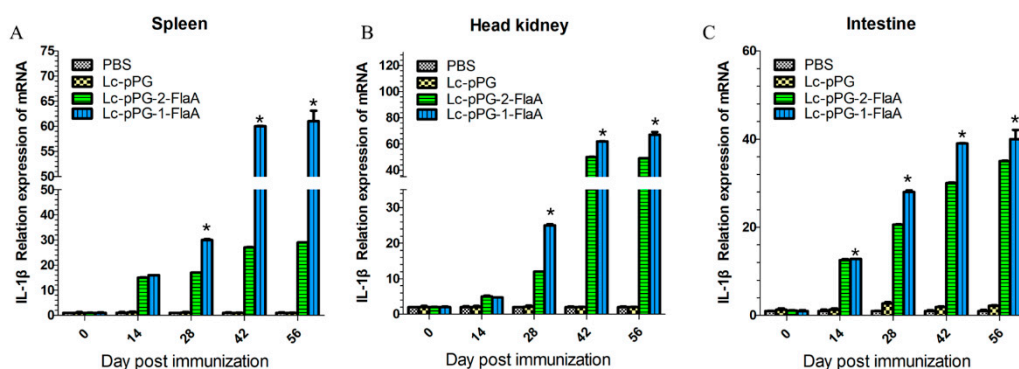 A
Spleen
IL-1β Relation expression of mRNA
75
70
65
60
55
50
50
40
30
20
10
0
PBS
Lc-pPG
Lc-pPG-2-FlaA
Lc-pPG-1-FlaA
*
*
*
0 14 28 42 56
Day post immunization
B
Head kidney
IL-1β Relation expression of mRNA
120
100
80
60
40
20
12
8
4
0
PBS
Lc-pPG
Lc-pPG-2-FlaA
Lc-pPG-1-FlaA
*
*
*
0 14 28 42 56
Day post immunization
C
Intestine
IL-1β Relation expression of mRNA
60
40
20
0
PBS
Lc-pPG
Lc-pPG-2-FlaA
Lc-pPG-1-FlaA
*
*
*
*
0 14 28 42 56
Day post immunization